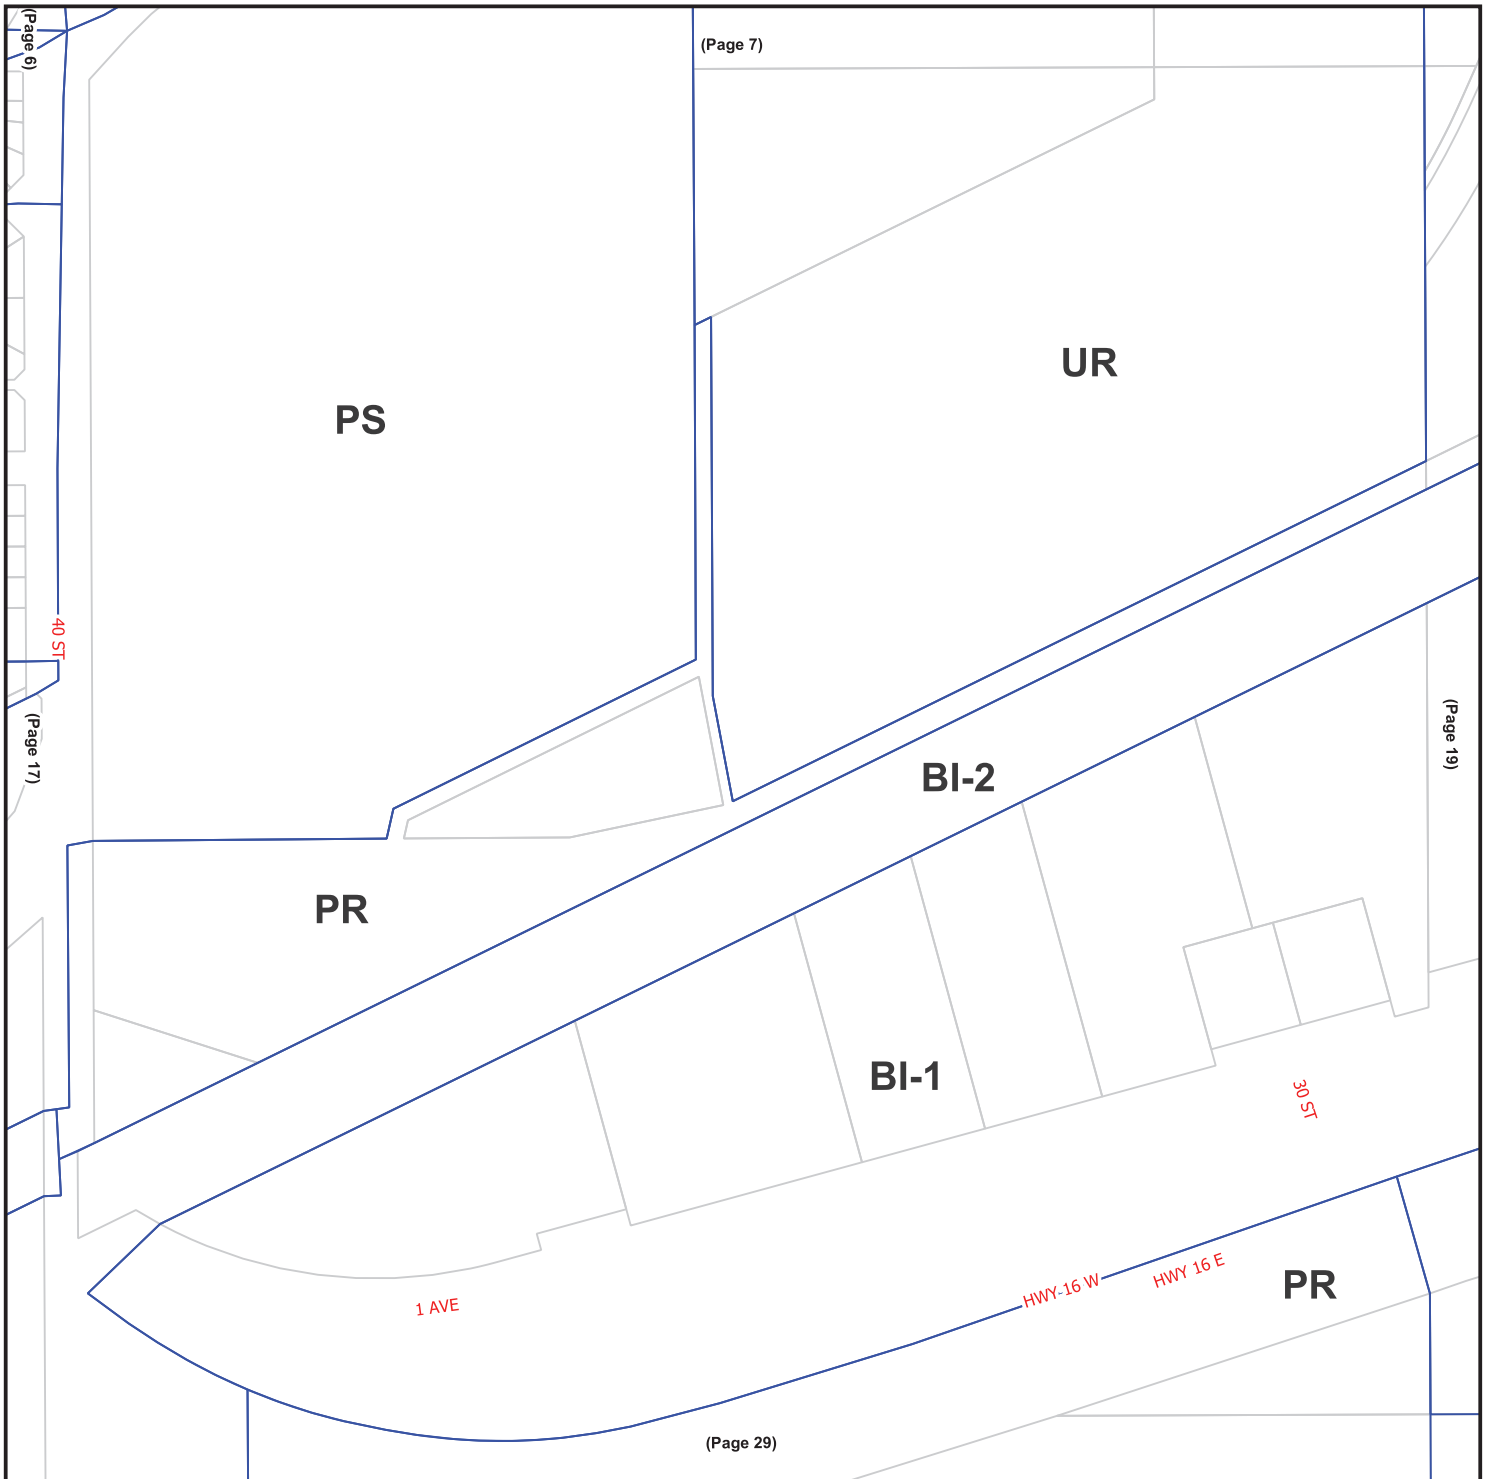 (Page 6)
(Page 7)
UR
PS
40 ST
(Page 17)
(Page 19)
BI-2
PR
BI-1
30 ST
HWY 16 E
HWY-16 W
PR
1 AVE
(Page 29)